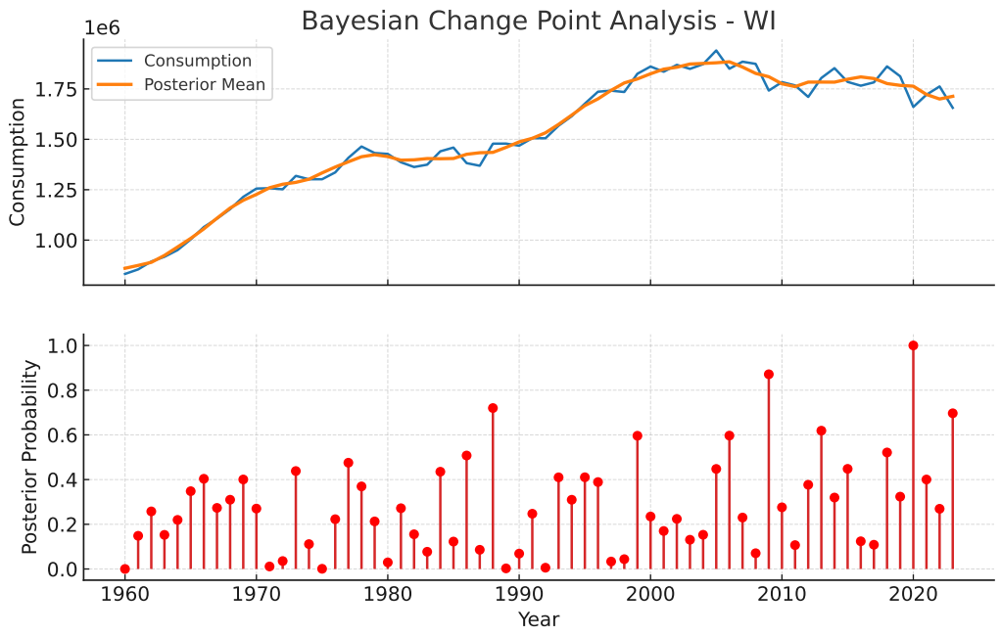 Bayesian Change Point Analysis - WI
1e6
Consumption
Posterior Mean
1.75
1.50
1.25
1.00
Consumption
1.0
0.8
0.6
0.4
0.2
0.0
Posterior Probability
1960 1970 1980 1990 2000 2010 2020
Year